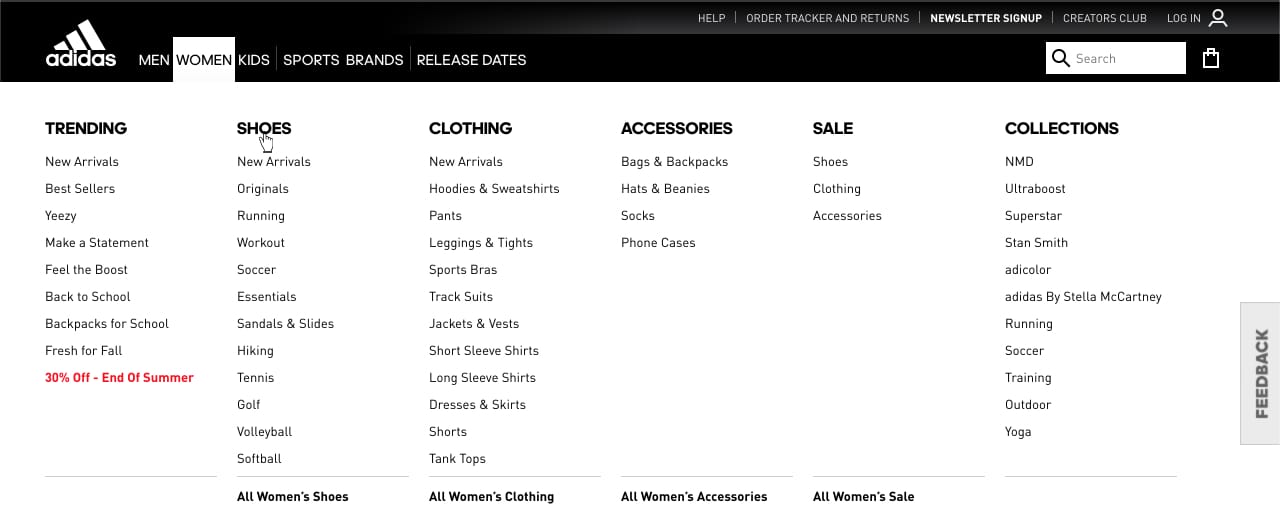 HELP
ORDER TRACKER AND RETURNS
NEWSLETTER SIGNUP
CREATORS CLUB
LOG IN
adidas
MEN
WOMEN
KIDS
SPORTS
BRANDS
RELEASE DATES
Search
TRENDING
New Arrivals
Best Sellers
Yeezy
Make a Statement
Feel the Boost
Back to School
Backpacks for School
Fresh for Fall
30% Off - End Of Summer
SHOES
New Arrivals
Originals
Running
Workout
Soccer
Essentials
Sandals & Slides
Hiking
Tennis
Golf
Volleyball
Softball
All Women's Shoes
CLOTHING
New Arrivals
Hoodies & Sweatshirts
Pants
Leggings & Tights
Sports Bras
Track Suits
Jackets & Vests
Short Sleeve Shirts
Long Sleeve Shirts
Dresses & Skirts
Shorts
Tank Tops
All Women's Clothing
ACCESSORIES
Bags & Backpacks
Hats & Beanies
Socks
Phone Cases
All Women's Accessories
SALE
Shoes
Clothing
Accessories
All Women's Sale
COLLECTIONS
NMD
Ultraboost
Superstar
Stan Smith
adicolor
adidas By Stella McCartney
Running
Soccer
Training
Outdoor
Yoga
FEEDBACK